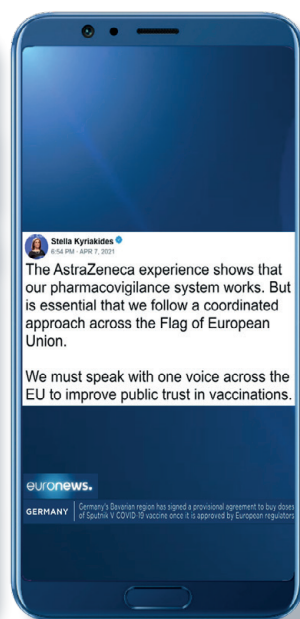 Stella Kyriakides
6:54 PM - APR 7, 2021
The AstraZeneca experience shows that
our pharmacovigilance system works. But
is essential that we follow a coordinated
approach across the Flag of European
Union.
We must speak with one voice across the
EU to improve public trust in vaccinations.
euronews.
GERMANY
Germany's Bavarian region has signed a provisional agreement to buy doses
of Sputnik V COVID-19 vaccine once it is approved by European regulators